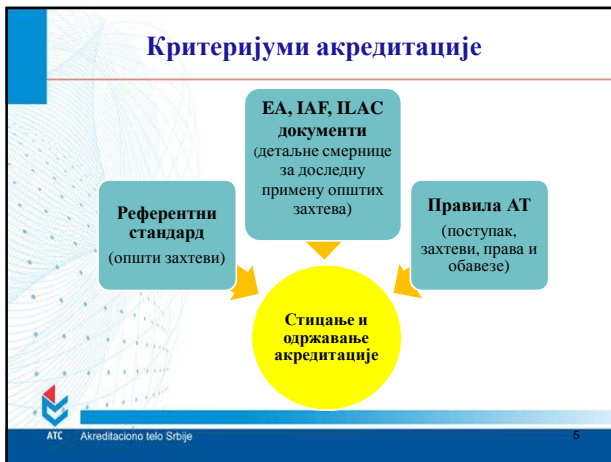 Критеријуми акредитације
EA, IAF, ILAC
документи
(детаљне смернице
за доследну
примену општих
захтева)
Референтни
стандард
(општи захтеви)
Правила АТ
(поступак,
захтеви, права и
обавезе)
Стицање и
одржавање
акредитације
ATC Akreditaciono telo Srbije
5